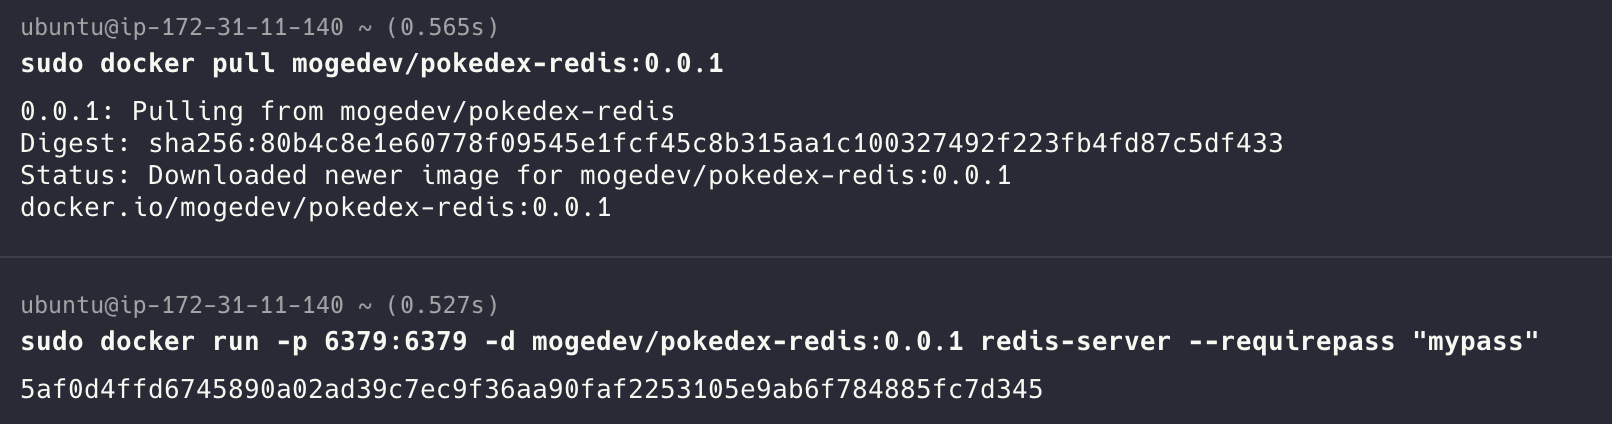 ubuntu@ip-172-31-11-140 ~ (0.565s)
sudo docker pull mogedev/pokedex-redis:0.0.1
0.0.1: Pulling from mogedev/pokedex-redis
Digest: sha256:80b4c8e1e60778f09545e1fcf45c8b315aa1c100327492f223fb4fd87c5df433
Status: Downloaded newer image for mogedev/pokedex-redis:0.0.1
docker.io/mogedev/pokedex-redis:0.0.1
ubuntu@ip-172-31-11-140 ~ (0.527s)
sudo docker run -p 6379:6379 -d mogedev/pokedex-redis:0.0.1 redis-server --requirepass "mypass"
5af0d4ffd6745890a02ad39c7ec9f36aa90faf2253105e9ab6f784885fc7d345